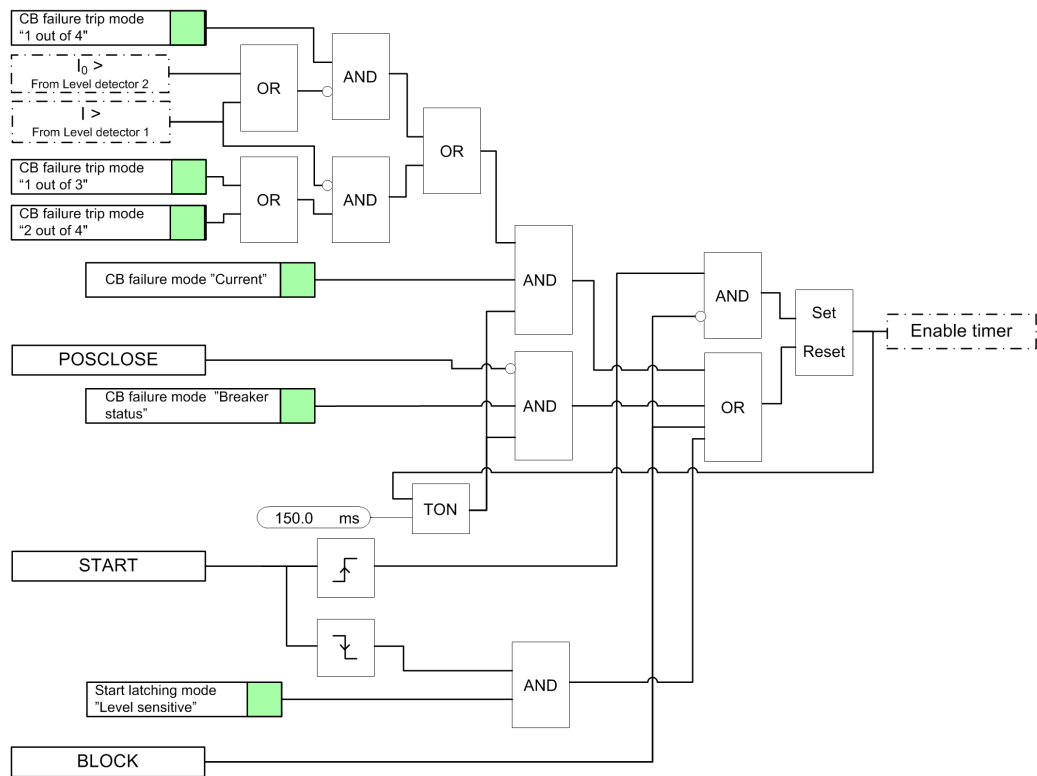 CB failure trip mode
“1 out of 4"
I0 >
From Level detector 2
I >
From Level detector 1
CB failure trip mode
“1 out of 3"
CB failure trip mode
“2 out of 4"
OR
AND
OR
AND
OR
CB failure mode ”Current”
AND
AND
Set
Reset
Enable timer
POSCLOSE
CB failure mode ”Breaker
status”
AND
OR
TON
150.0 ms
START
Start latching mode
”Level sensitive”
AND
BLOCK